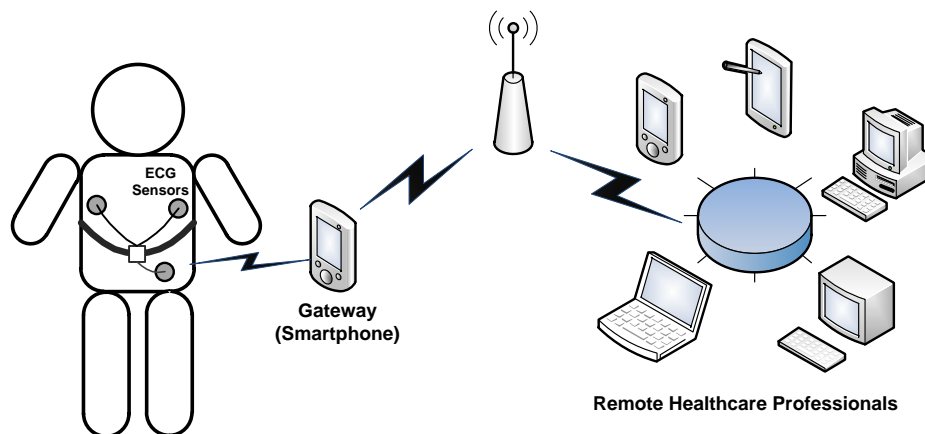 ECG
Sensors
Gateway
(Smartphone)
Remote Healthcare Professionals